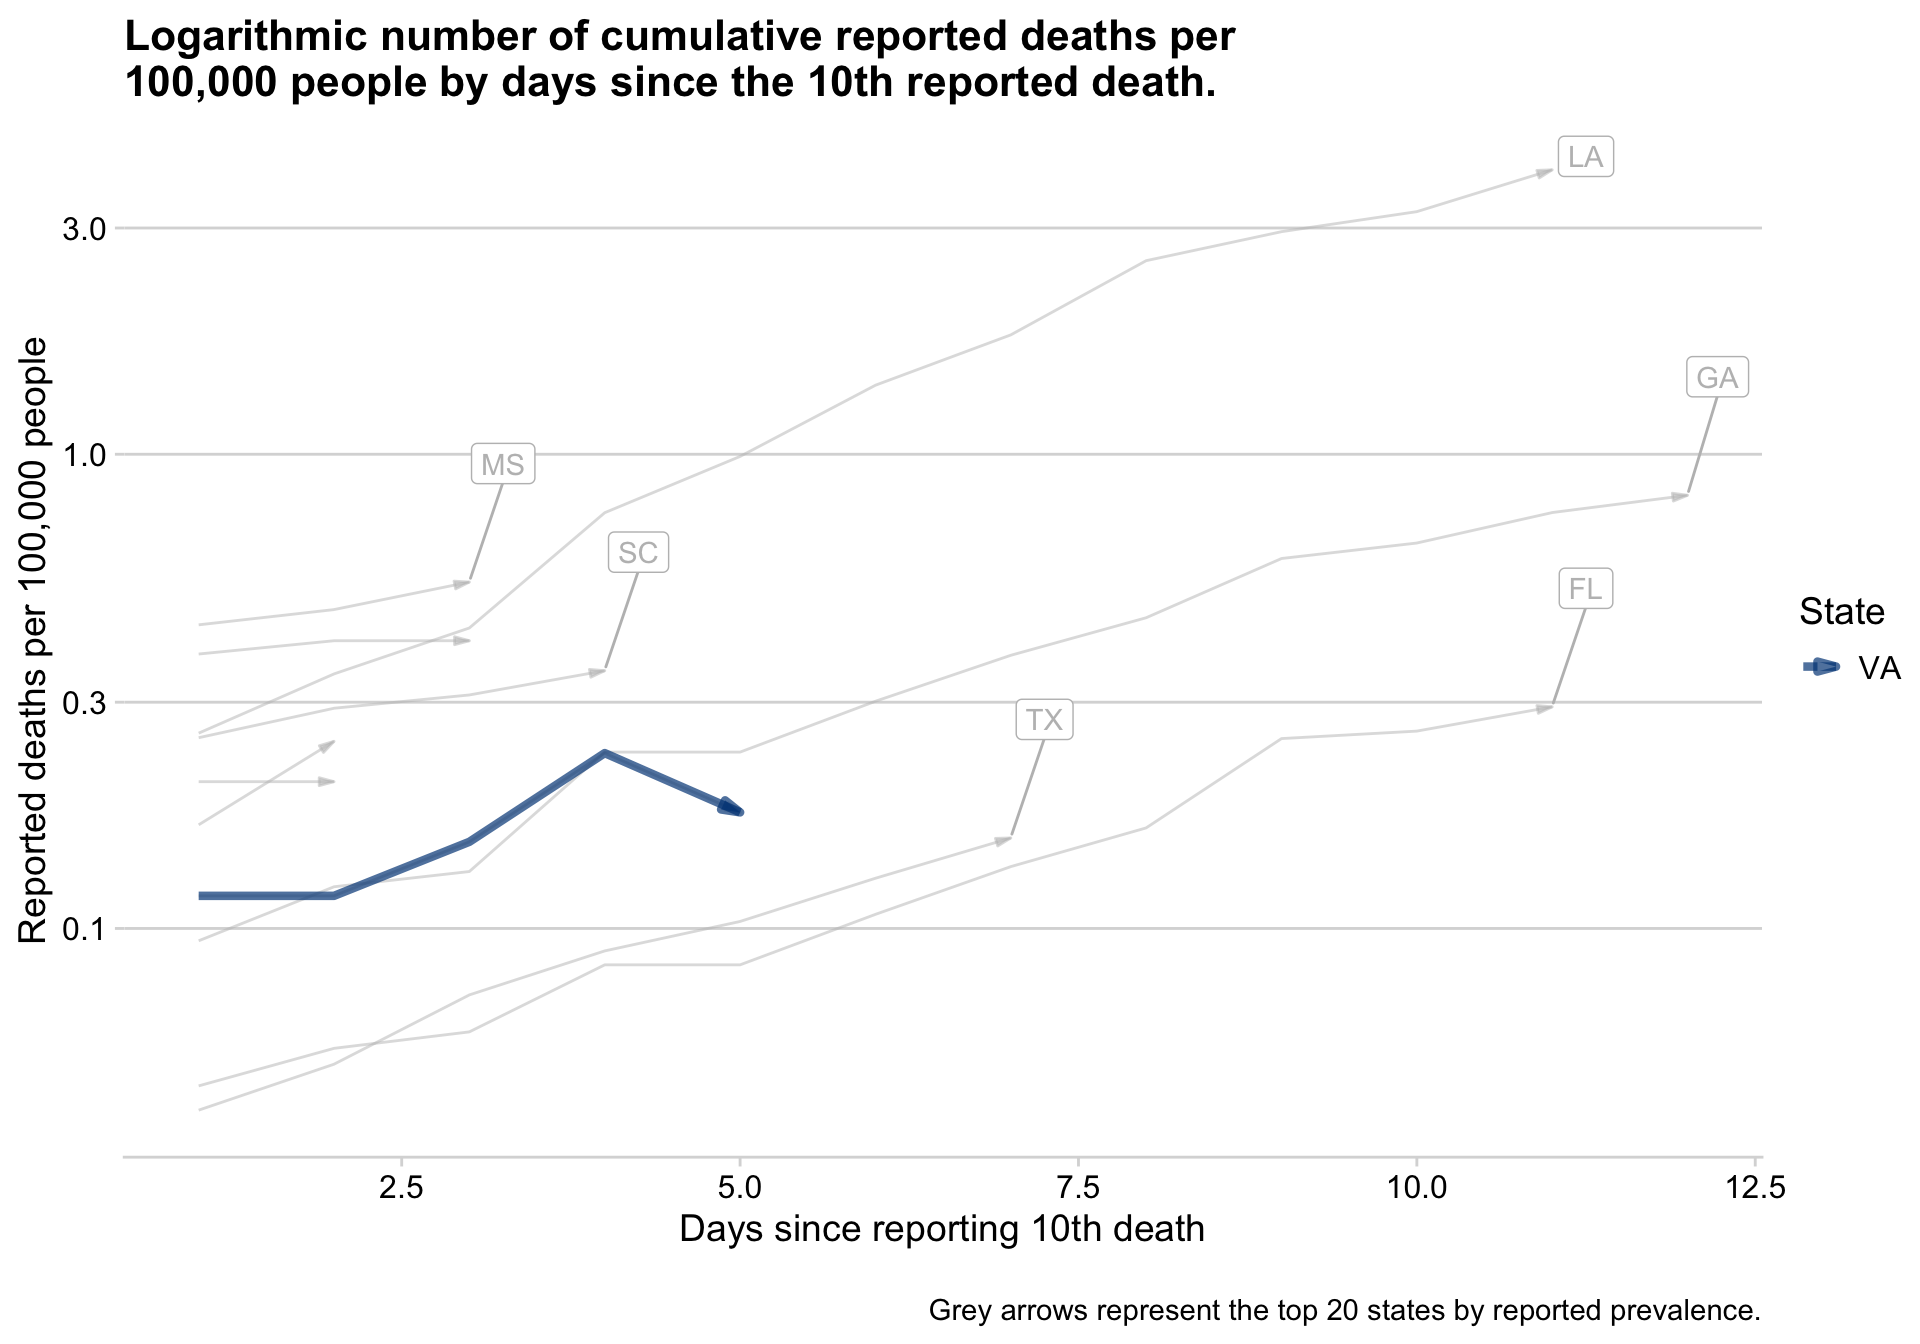 Logarithmic number of cumulative reported deaths per
100,000 people by days since the 10th reported death.
LA
3.0
GA
MS
1.0
SC
FL
State
VA
0.3
TX
0.1
Reported deaths per 100,000 people
2.5 5.0 7.5 10.0 12.5
Days since reporting 10th death
Grey arrows represent the top 20 states by reported prevalence.